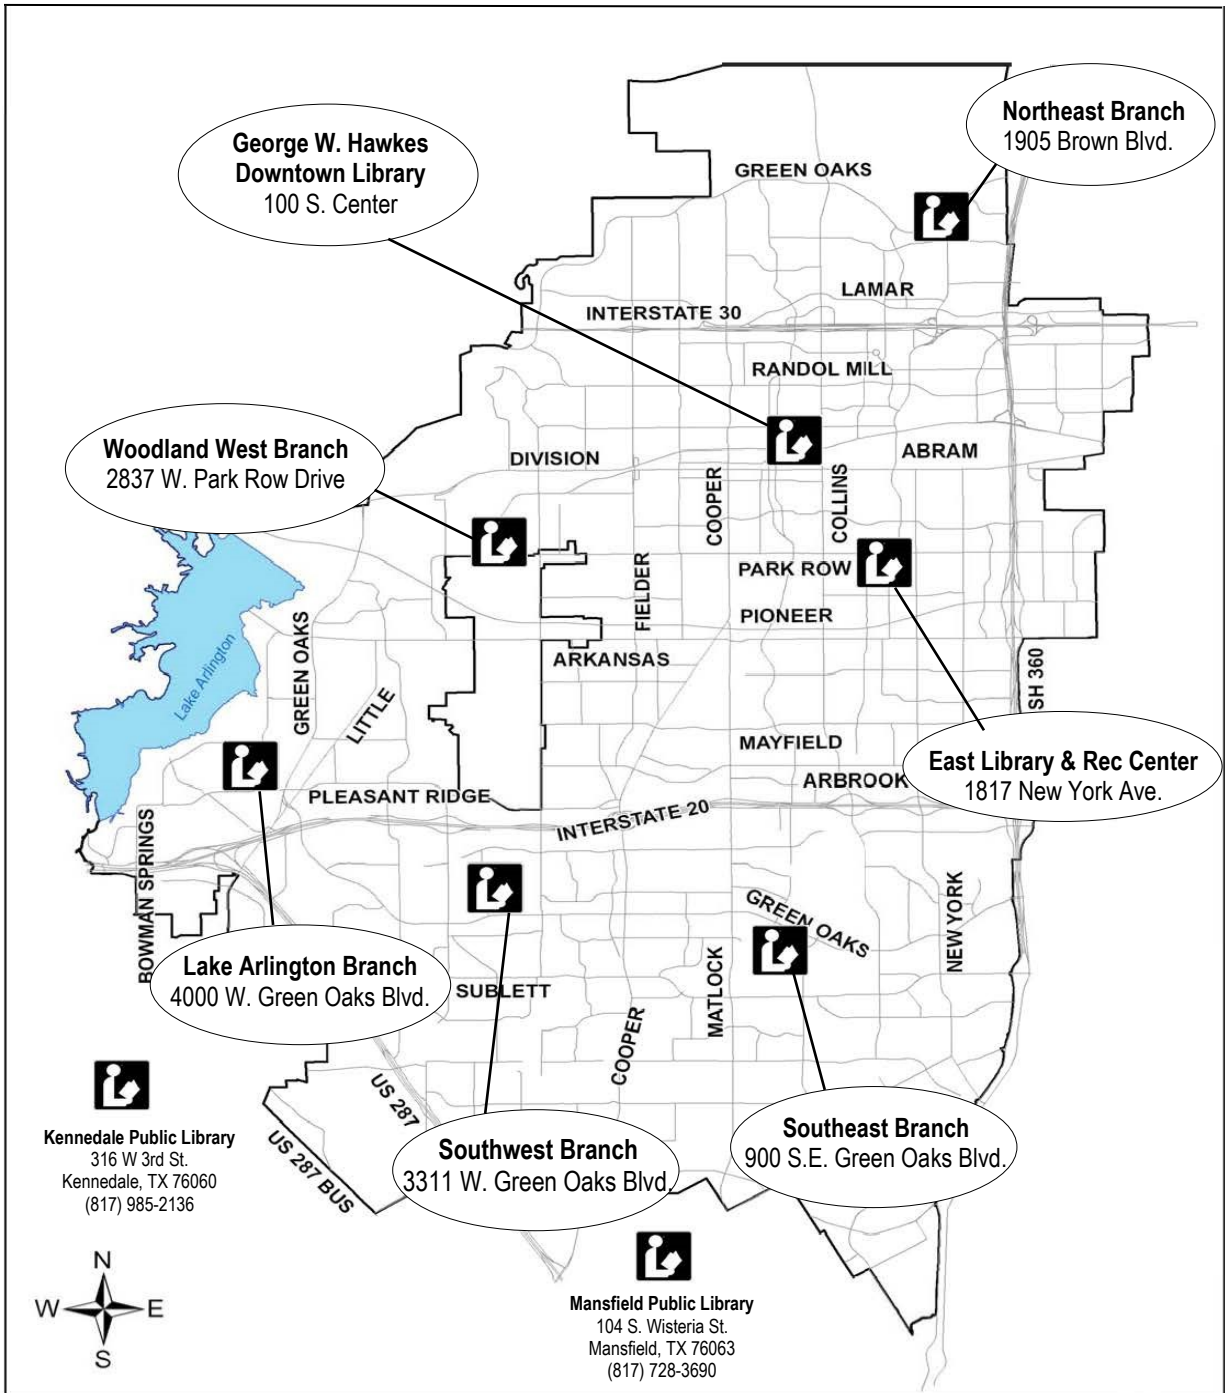 Northeast Branch
1905 Brown Blvd.
George W. Hawkes
Downtown Library
100 S. Center
GREEN OAKS
LAMAR
INTERSTATE 30
RANDOL MILL
Woodland West Branch
2837 W. Park Row Drive
DIVISION
ABRAM
COOPER
COLLINS
FIELDER
PARK ROW
PIONEER
ARKANSAS
Lake Arlington
GREEN OAKS
LITTLE
SH 360
MAYFIELD
ARBROOK
East Library & Rec Center
1817 New York Ave.
PLEASANT RIDGE
INTERSTATE 20
BOWMAN SPRINGS
GREEN OAKS
NEW YORK
MATLOCK
Lake Arlington Branch
4000 W. Green Oaks Blvd.
SUBLETT
COOPER
US 287
US 287 BUS
Southwest Branch
3311 W. Green Oaks Blvd.
Southeast Branch
900 S.E. Green Oaks Blvd.
Kennedale Public Library
316 W 3rd St.
Kennedale, TX 76060
(817) 985-2136
N
W E
S
Mansfield Public Library
104 S. Wisteria St.
Mansfield, TX 76063
(817) 728-3690